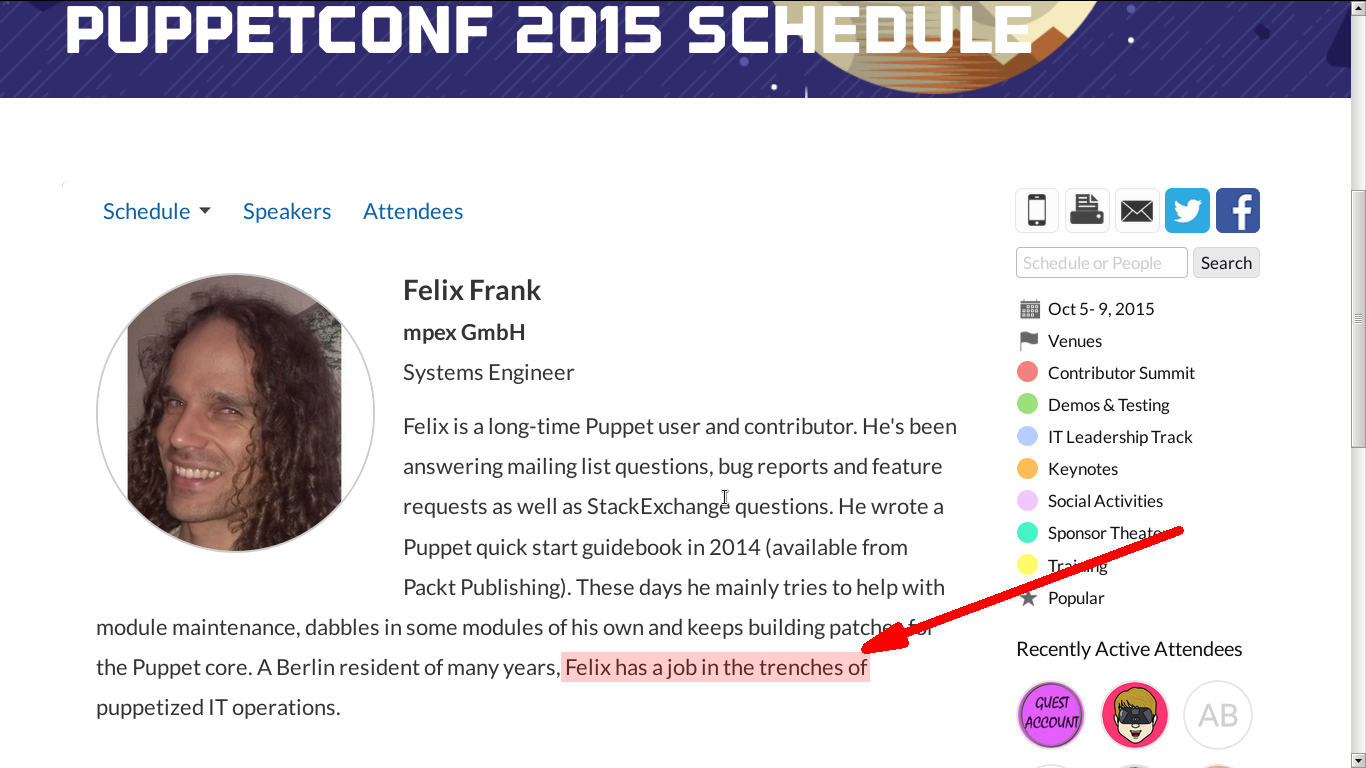 PUPPETCONF 2015 SCHEDULE
Schedule
Speakers
Attendees
Felix Frank
mpex GmbH
Systems Engineer
Felix is a long-time Puppet user and contributor. He's been
answering mailing list questions, bug reports and feature
requests as well as StackExchange questions. He wrote a
Puppet quick start guidebook in 2014 (available from
Packt Publishing). These days he mainly tries to help with
module maintenance, dabbles in some modules of his own and keeps building patches for
the Puppet core. A Berlin resident of many years, Felix has a job in the trenches of
puppetized IT operations.
Schedule or People
Search
Oct 5- 9, 2015
Venues
Contributor Summit
Demos & Testing
IT Leadership Track
Keynotes
Social Activities
Sponsor Theater
Training
Popular
Recently Active Attendees
GUEST
ACCOUNT
AB